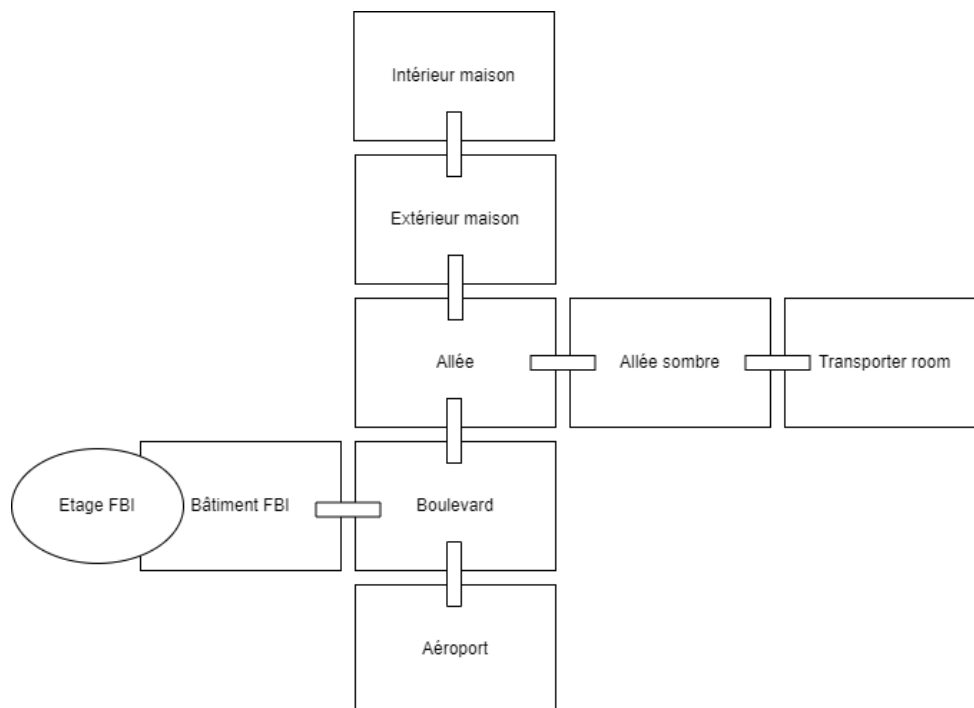 Intérieur maison
Extérieur maison
Allée
Allée sombre
Transporter room
Etage FBI
Bâtiment FBI
Boulevard
Aéroport